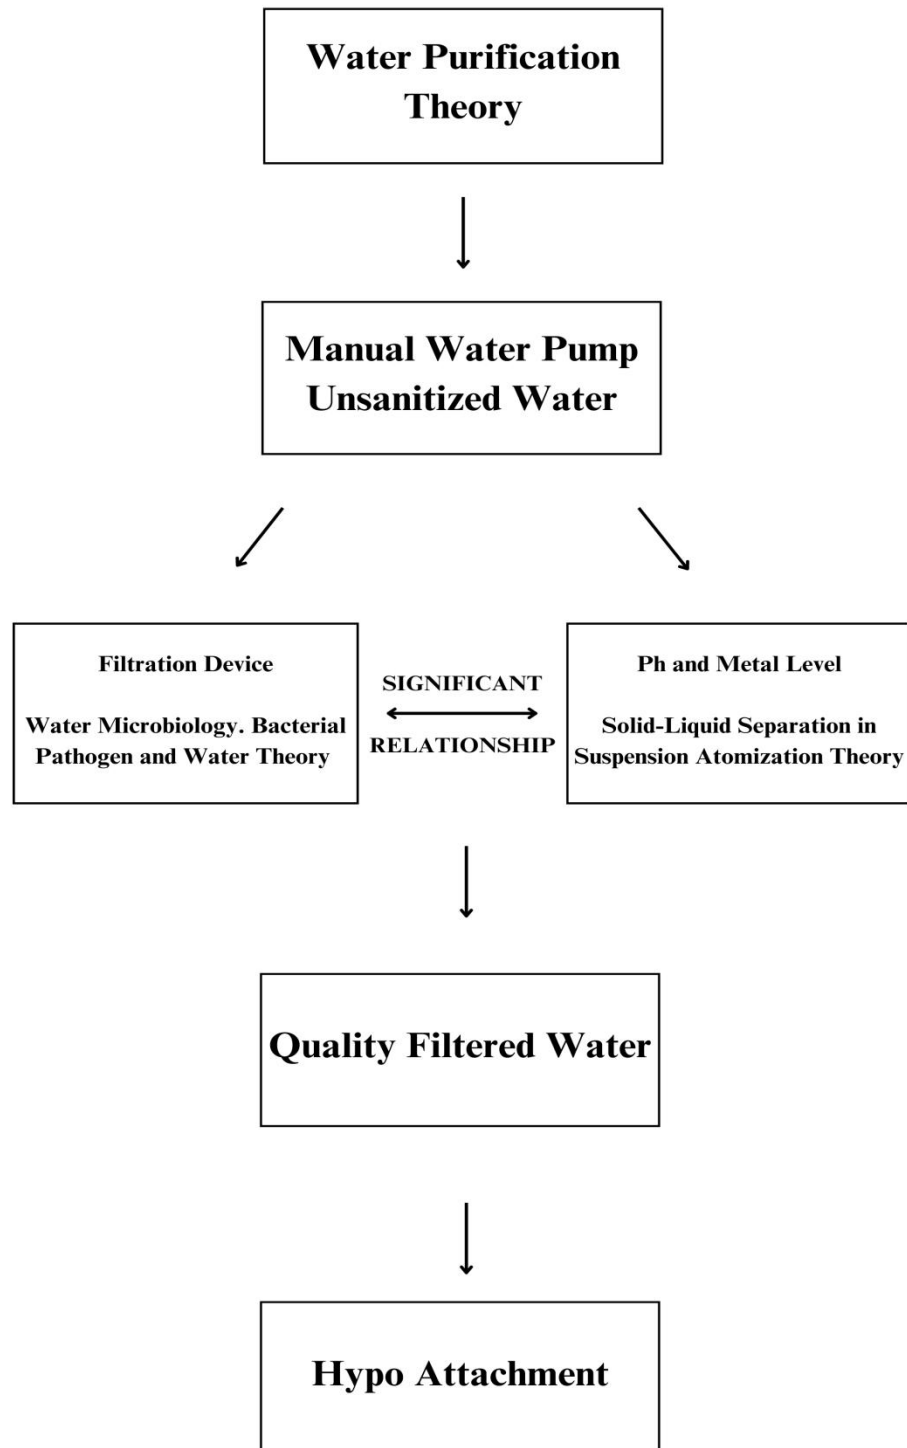 Water Purification
Theory
Manual Water Pump
Unsanitized Water
Filtration Device
Water Microbiology. Bacterial
Pathogen and Water Theory
SIGNIFICANT
RELATIONSHIP
Ph and Metal Level
Solid-Liquid Separation in
Suspension Atomization Theory
Quality Filtered Water
Hypo Attachment